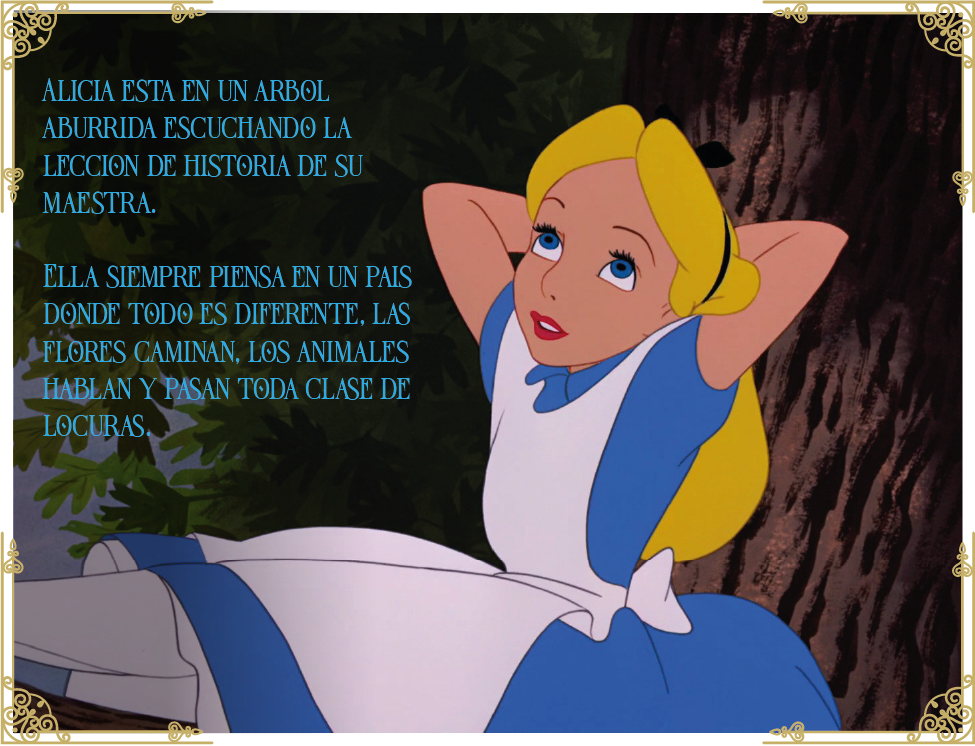 ALICIA ESTA EN UN ARBOL
ABURRIDA ESCUCHANDO LA
LECCION DE HISTORIA DE SU
MAESTRA.
ELLA SIEMPRE PIENSA EN UN PAIS
DONDE TODO ES DIFERENTE, LAS
FLORES CAMINAN, LOS ANIMALES
HABLAN Y PASAN TODA CLASE DE
LOCURAS.